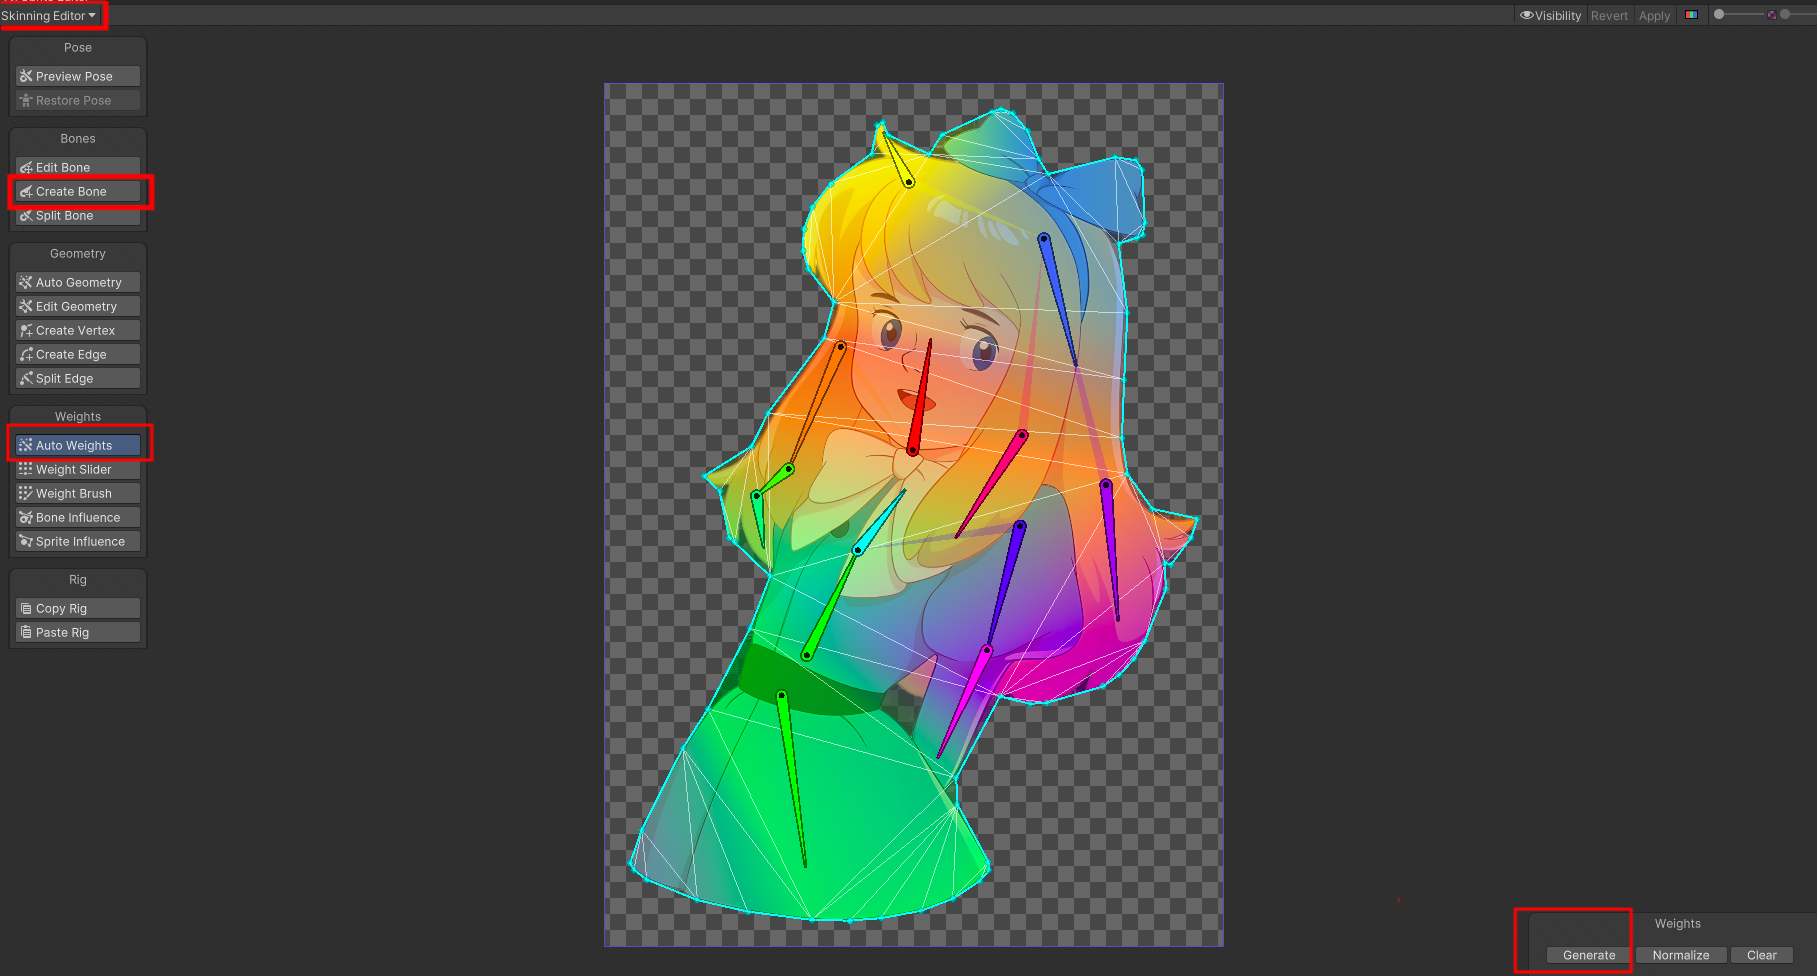 Skinning Editor
Visibility
Revert
Apply
Pose
Preview Pose
Restore Pose
Bones
Edit Bone
Create Bone
Split Bone
Geometry
Auto Geometry
Edit Geometry
Create Vertex
Create Edge
Split Edge
Weights
Auto Weights
Weight Slider
Weight Brush
Bone Influence
Sprite Influence
Rig
Copy Rig
Paste Rig
Weights
Generate
Normalize
Clear